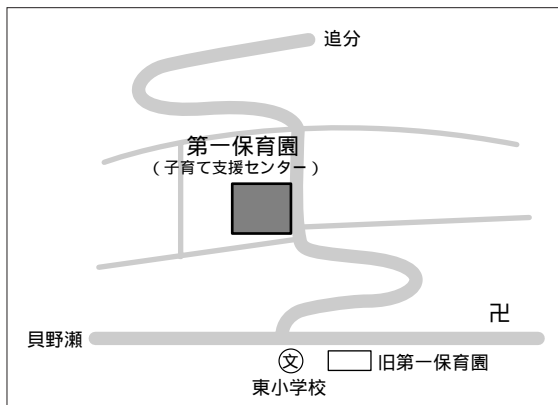 追分
第一保育園
（子育て支援センター）
卍
貝野瀬
文
旧第一保育園
東小学校